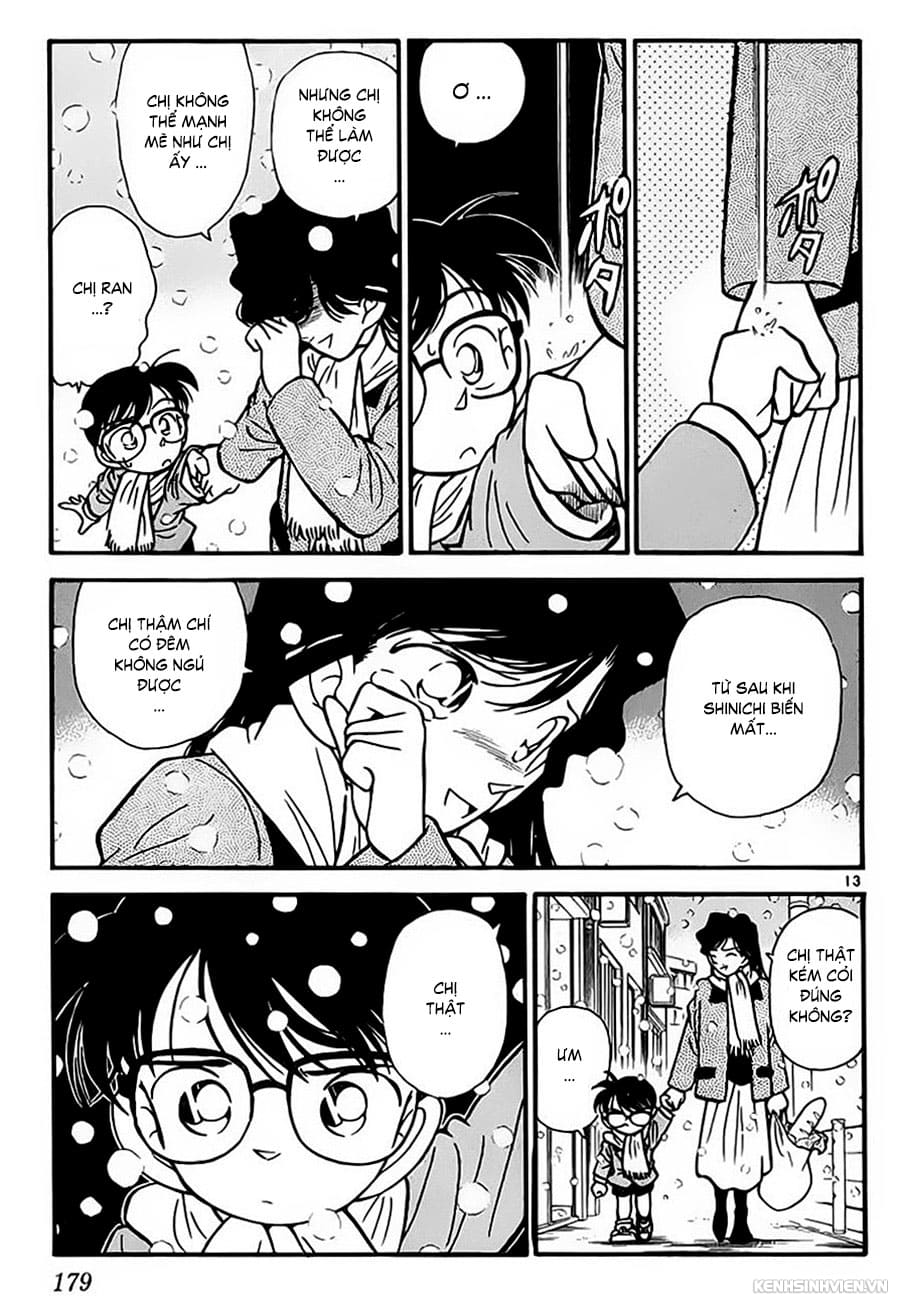 ポタ
ポタ
Ơ ...
NHƯNG CHỊ
KHÔNG
THỂ LÀM
ĐƯỢC
...
CHỊ KHÔNG
THỂ MẠNH
MẼ NHƯ CHỊ
ẤY ...
CHỊ RAN
...?
TỪ SAU KHI
SHINICHI BIẾN
MẤT...
CHỊ THẬM CHÍ
CÓ ĐÊM
KHÔNG NGỦ
ĐƯỢC
...
13
CHỊ THẬT
KÉM CỎI
ĐÚNG
KHÔNG?
ƯM
...
CHỊ
THẬT
...
179
KENHSINHVIEN.VN